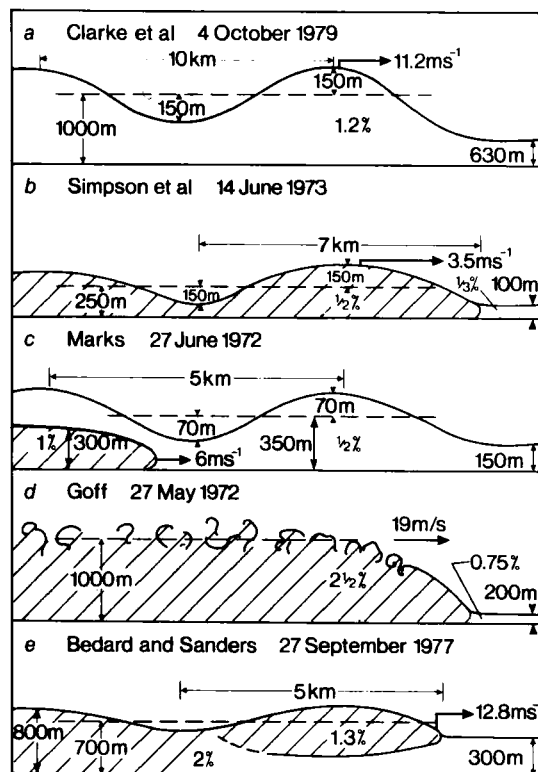 a Clarke et al 4 October 1979
10km
11.2ms⁻¹
150m
150m
1000m
1.2%
630m
b Simpson et al 14 June 1973
7km
3.5ms⁻¹
150m
⅓%
100m
250m
150m
½%
c Marks 27 June 1972
5km
70m
70m
1%
300m
350m
½%
6ms⁻¹
150m
d Goff 27 May 1972
19m/s
0.75%
1000m
2½%
200m
e Bedard and Sanders 27 September 1977
5km
12.8ms⁻¹
800m
1.3%
700m
2%
300m